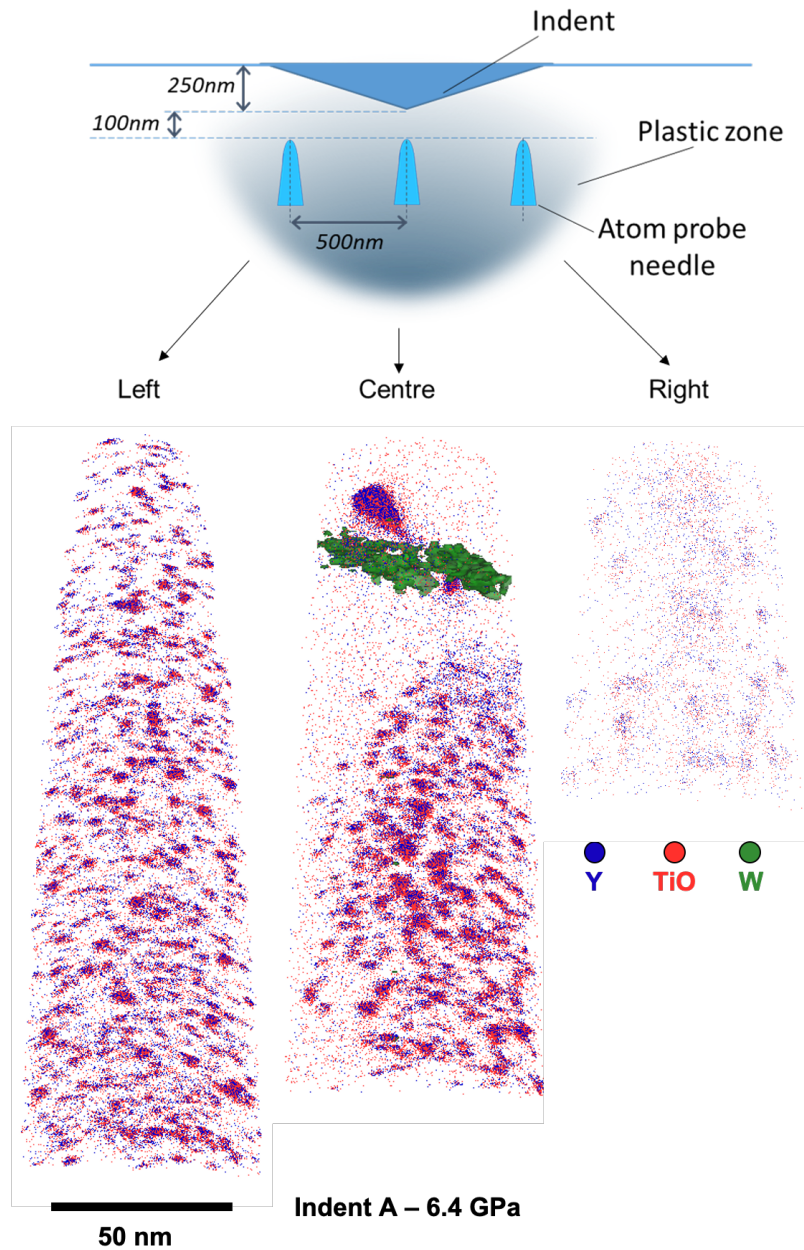 Indent
250nm
100nm
Plastic zone
500nm
Atom probe
needle
Left
Centre
Right
Y
TiO
W
Indent A – 6.4 GPa
50 nm